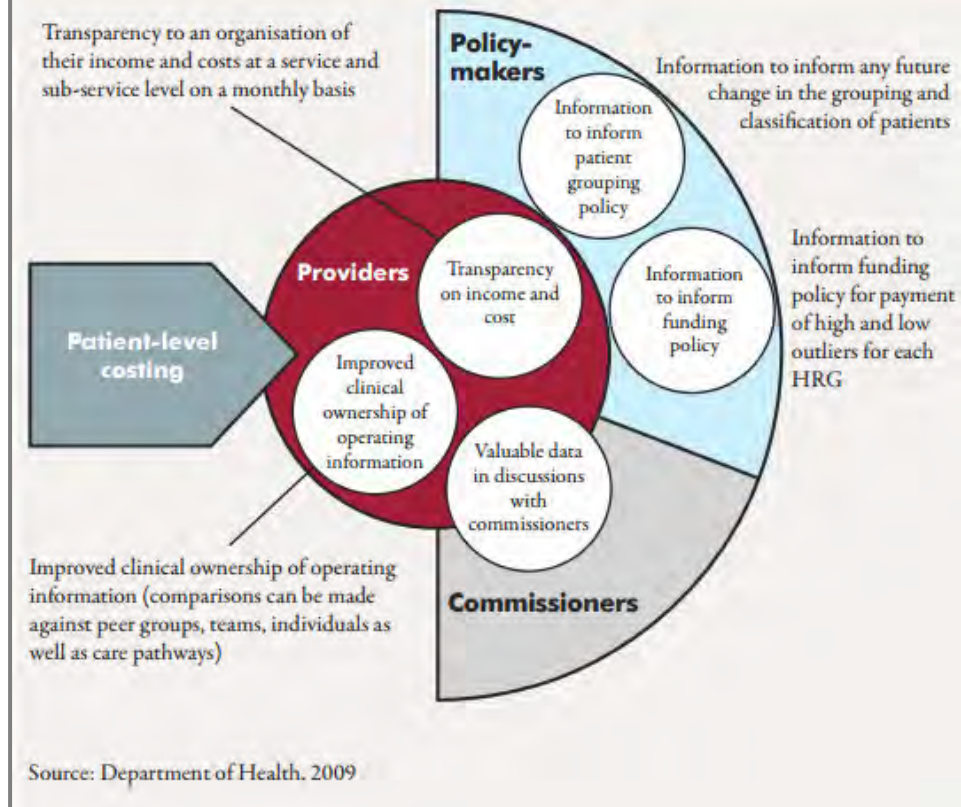 Transparency to an organisation of
their income and costs at a service and
sub-service level on a monthly basis
Policy-
makers
Information to inform any future
change in the grouping and
classification of patients
Information
to inform
patient
grouping
policy
Information to
inform funding
policy for payment
of high and low
outliers for each
HRG
Information
to inform
funding
policy
Providers
Transparency
on income and
cost
Patient-level
costing
Improved
clinical
ownership of
operating
information
Valuable data
in discussions
with
commissioners
Commissioners
Improved clinical ownership of operating
information (comparisons can be made
against peer groups, teams, individuals as
well as care pathways)
Source: Department of Health. 2009